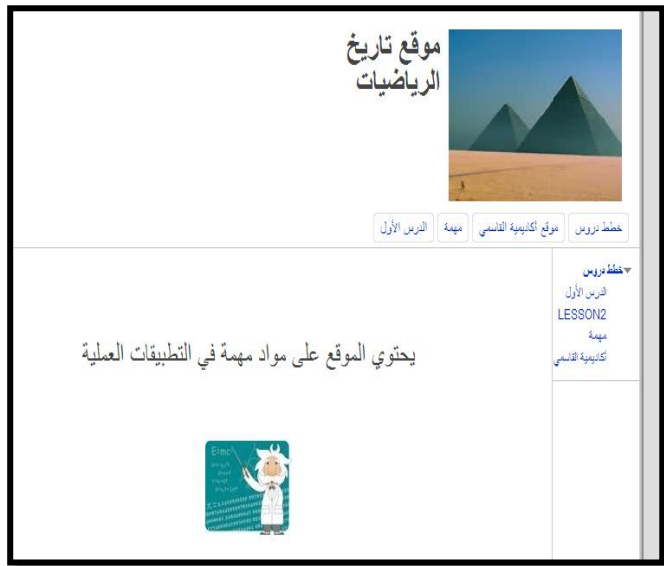 موقع تاريخ
الرياضيات
خطط دروس
موقع أكاديمية القاسمي
مهمة
الدرس الأول
خطط دروس
الدرس الأول
LESSON2
مهمة
أكاديمية القاسمي
يحتوي الموقع على مواد مهمة في التطبيقات العملية
E=mc²